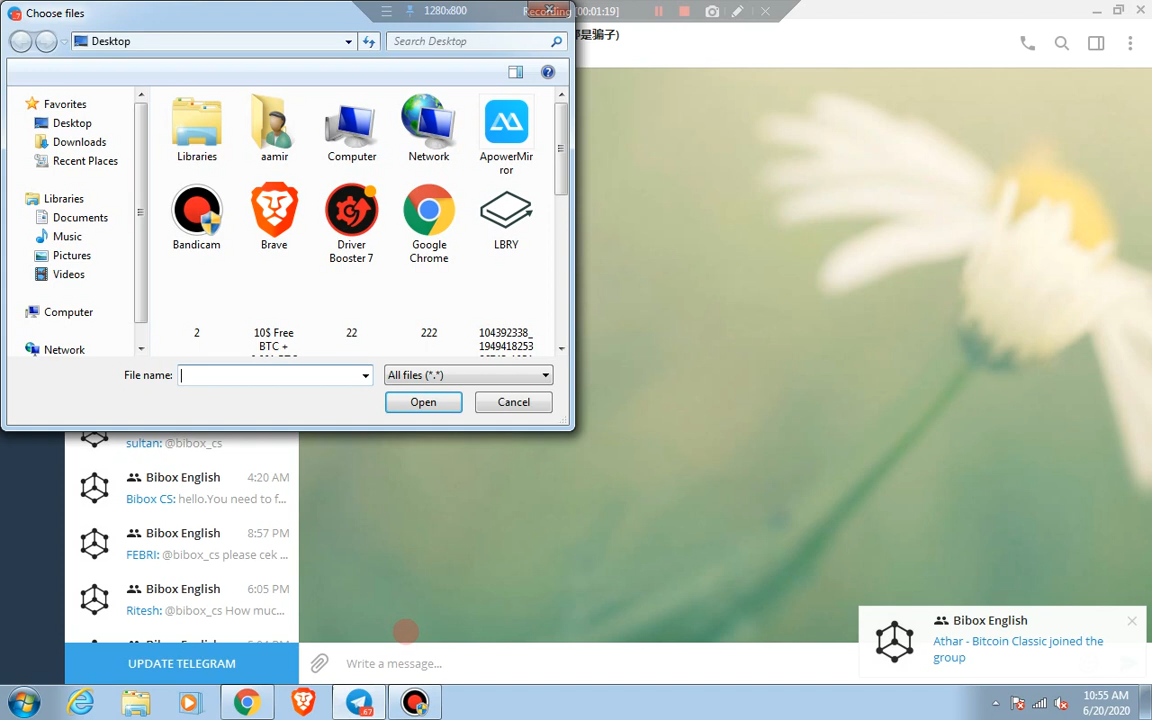 Choose files
1280x800
Recording [00:01:19]
都是骗子)
Desktop
Search Desktop
Favorites
Desktop
Downloads
Recent Places
Libraries
Documents
Music
Pictures
Videos
Computer
Network
Libraries
aamir
Computer
Network
ApowerMir
ror
Bandicam
Brave
Driver
Booster 7
Google
Chrome
LBRY
2
10$ Free
BTC +
22
222
104392338_
1949418253
File name:
All files (*.*)
Open
Cancel
sultan: @bibox_cs
Bibox English
4:20 AM
Bibox CS: hello.You need to f...
Bibox English
8:57 PM
FEBRI: @bibox_cs please cek ...
Bibox English
6:05 PM
Ritesh: @bibox_cs How muc...
UPDATE TELEGRAM
Write a message...
Bibox English
Athar - Bitcoin Classic joined the
group
67
10:55 AM
6/20/2020